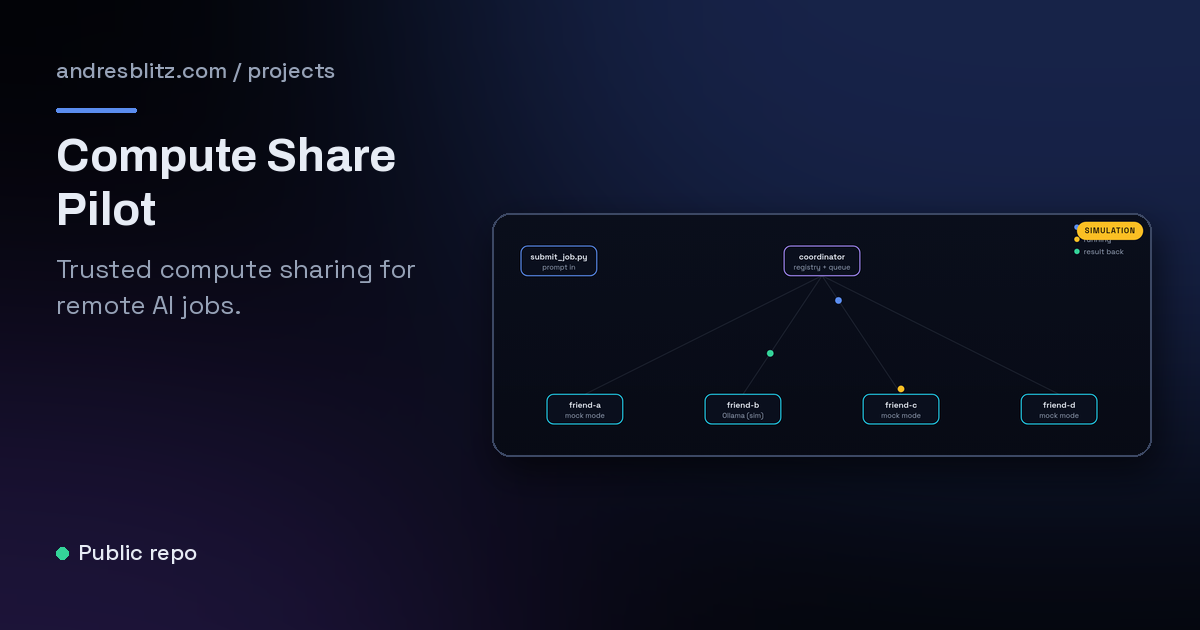 andresblitz.com / projects
Compute Share
Pilot
Trusted compute sharing for
remote AI jobs.
Public repo
submit_job.py
prompt in
coordinator
registry + queue
SIMULATION
running
result back
friend-a
mock mode
friend-b
Ollama (sim)
friend-c
mock mode
friend-d
mock mode